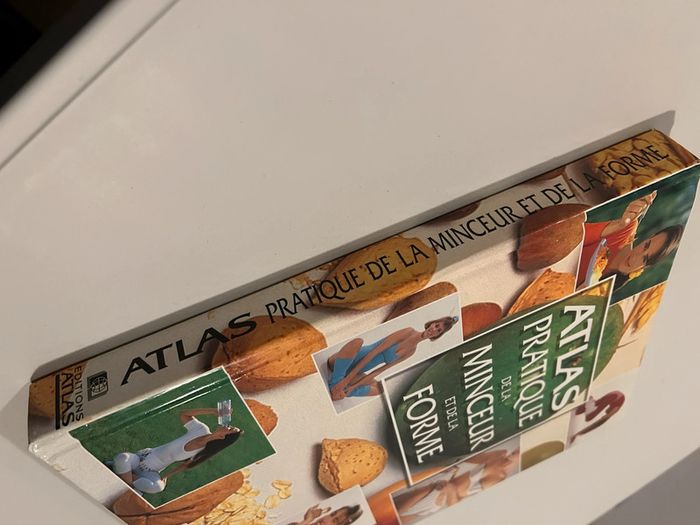 EDITIONS
ATLAS
ATLAS PRATIQUE DE LA MINCEUR ET DE LA FORME
ATLAS
PRATIQUE
DE LA
MINCEUR
ET DE LA
FORME